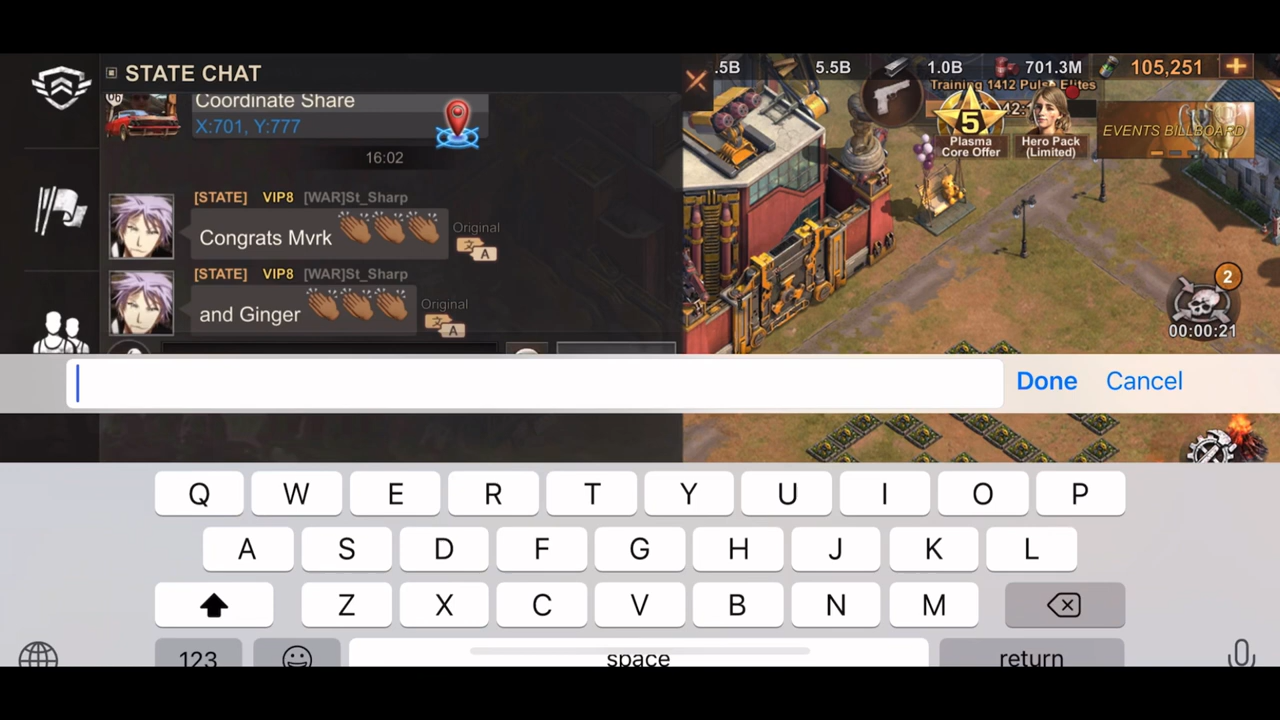 STATE CHAT
.5B
5.5B
1.0B
701.3M
105,251
Coordinate Share
X:701, Y:777
16:02
[STATE] VIP8 [WAR]St_Sharp
Congrats Mvrk 👏👏👏
Original
A
[STATE] VIP8 [WAR]St_Sharp
and Ginger 👏👏👏
Original
A
Training 1412 Pulse Elites
5
Plasma
Core Offer
Hero Pack
(Limited)
EVENTS BILLBOARD
2
00:00:21
Done
Cancel
Q W E R T Y U I O P
A S D F G H J K L
Z X C V B N M
123
space
return